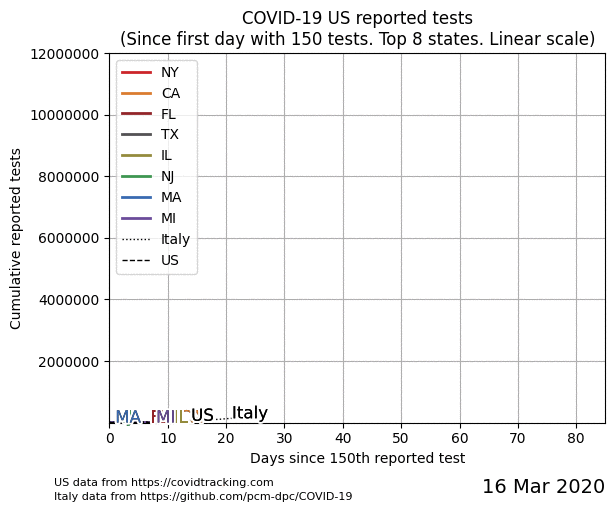 COVID-19 US reported tests
(Since first day with 150 tests. Top 8 states. Linear scale)
12000000
10000000
8000000
6000000
4000000
2000000
Cumulative reported tests
NY
CA
FL
TX
IL
NJ
MA
MI
Italy
US
MA
MI
US
Italy
0 10 20 30 40 50 60 70 80
Days since 150th reported test
US data from https://covidtracking.com
Italy data from https://github.com/pcm-dpc/COVID-19
16 Mar 2020